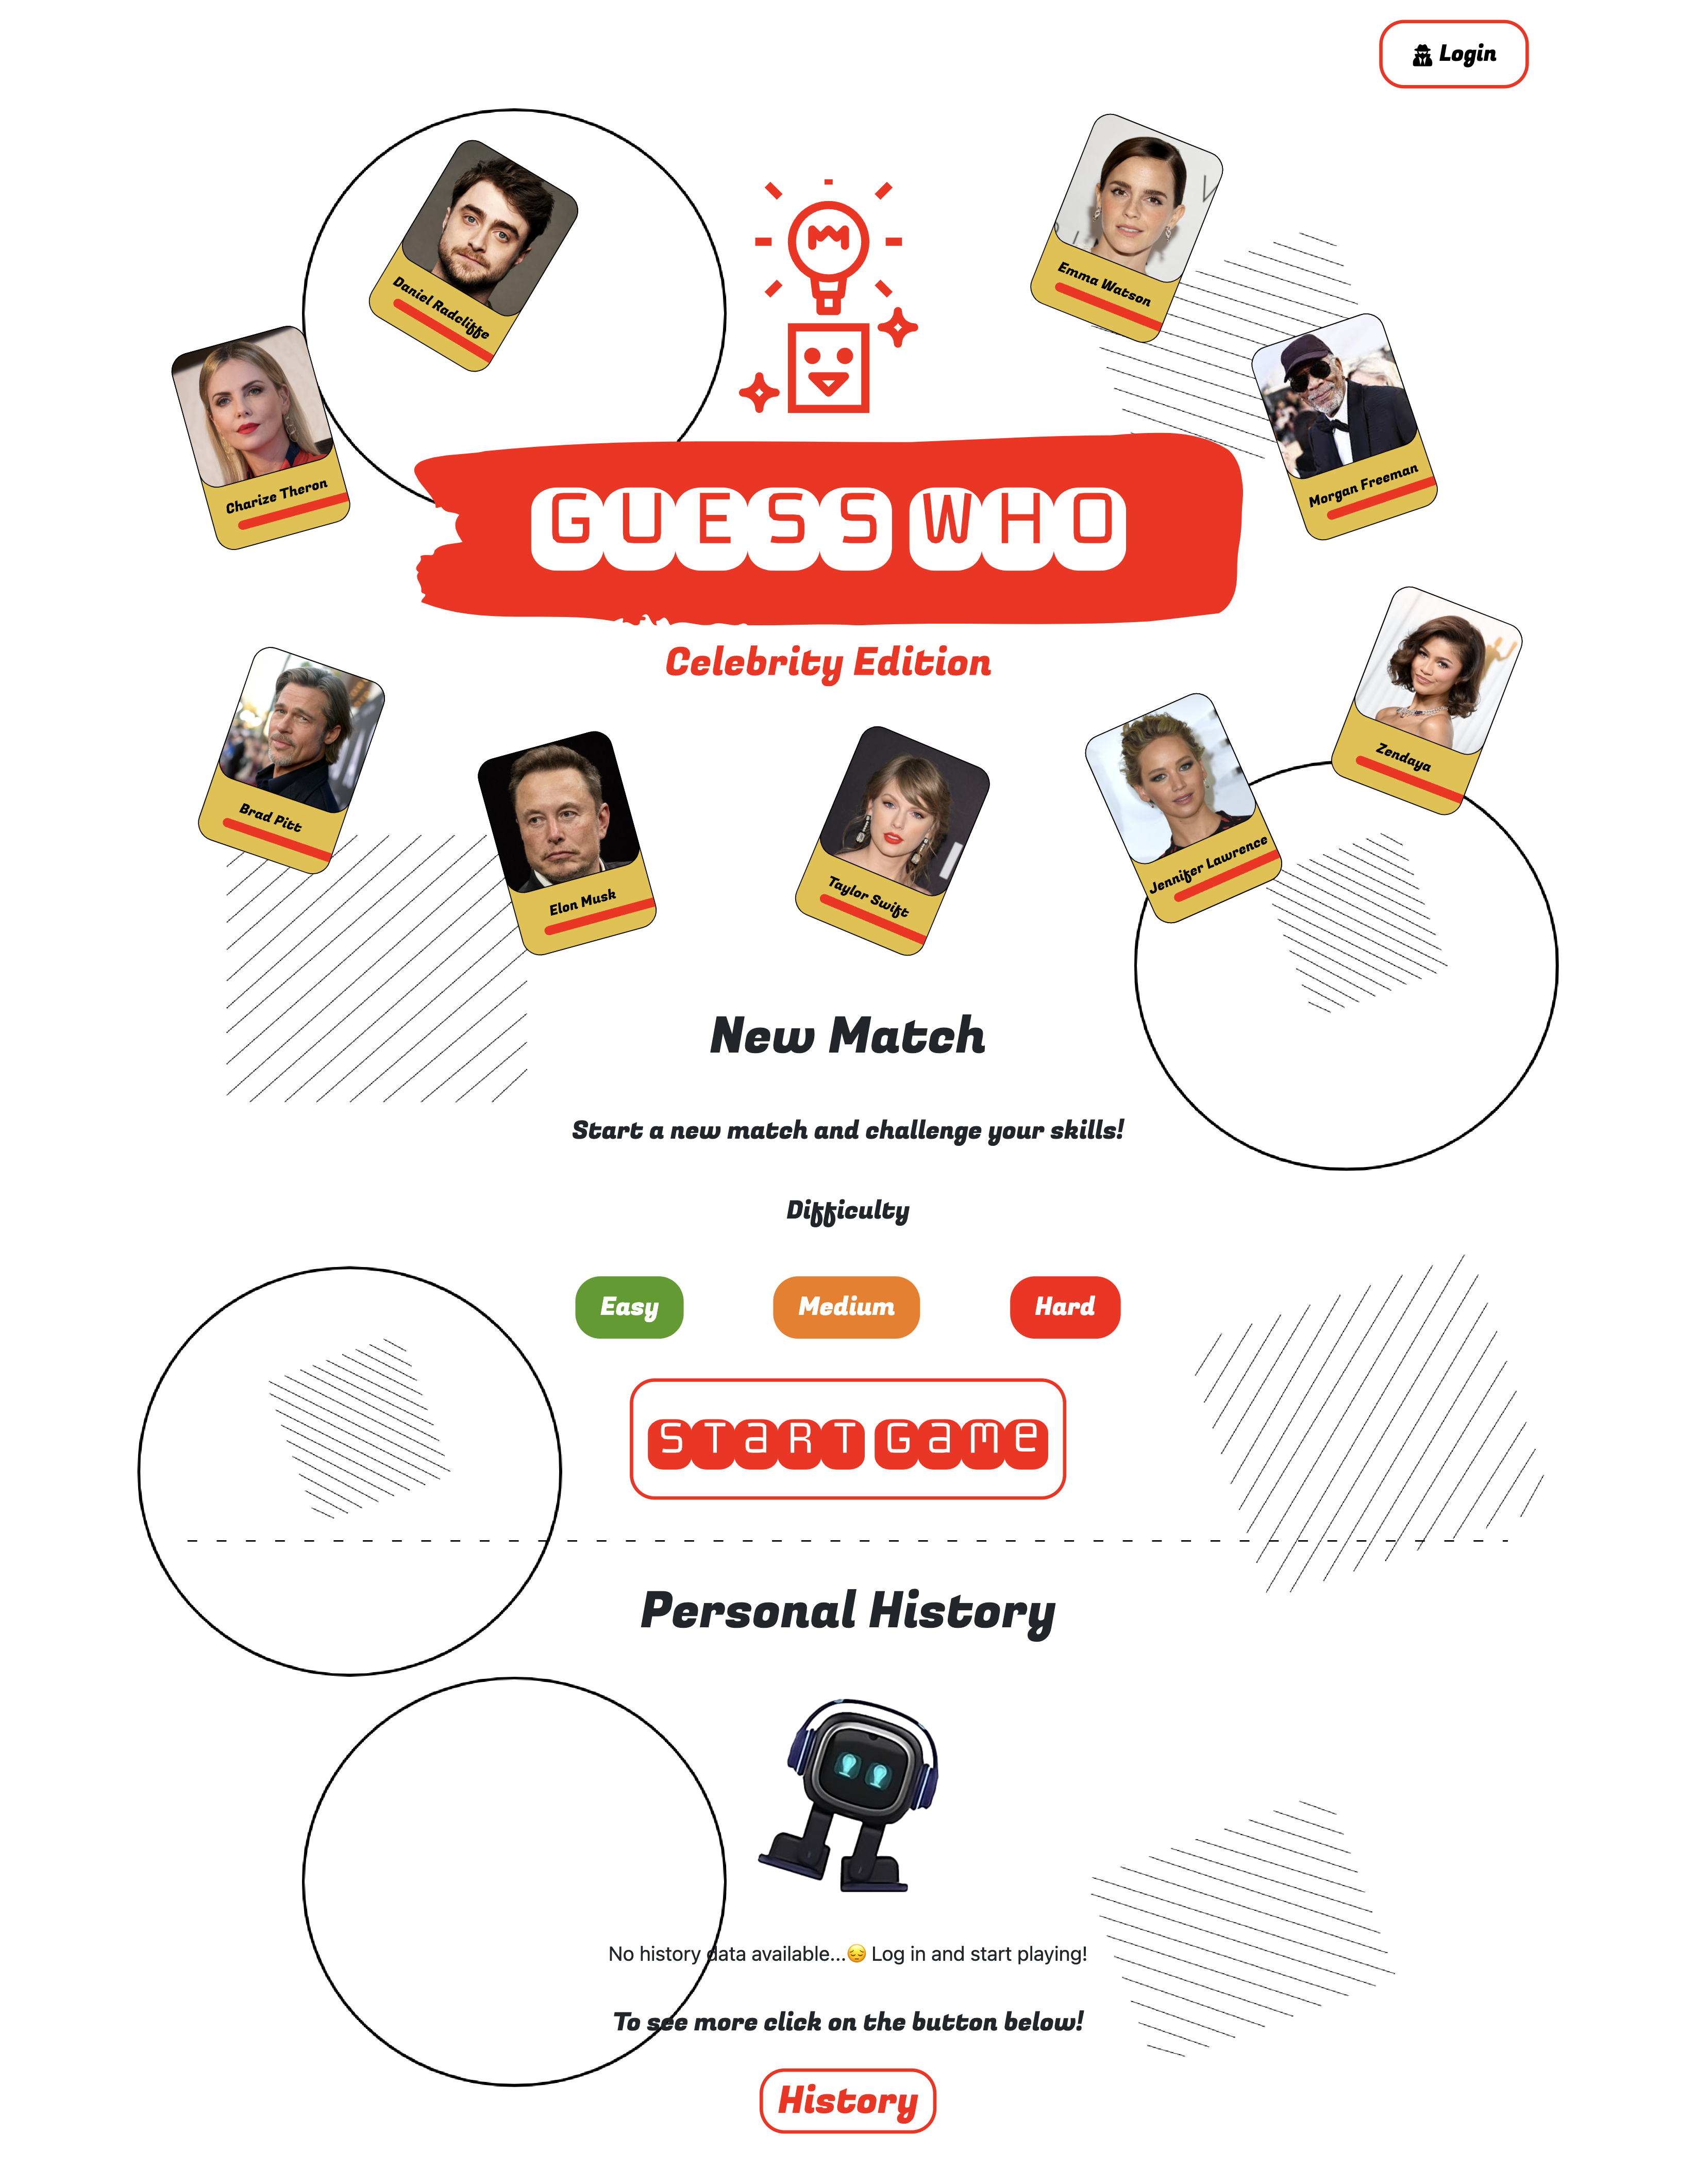 Login
Daniel Radcliffe
Emma Watson
Charize Theron
Morgan Freeman
GUESS WHO
Celebrity Edition
Brad Pitt
Elon Musk
Taylor Swift
Jennifer Lawrence
Zendaya
New Match
Start a new match and challenge your skills!
Difficulty
Easy Medium Hard
START Game
Personal History
No history data available...😔 Log in and start playing!
To see more click on the button below!
History